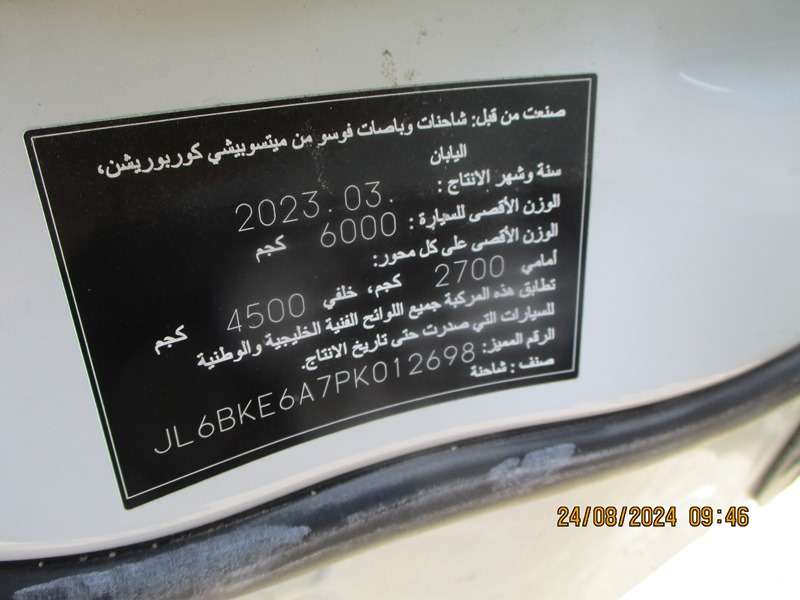 صنعت من قبل: شاحنات وباصات فوسو من ميتسوبيشي كوربوريشن،
اليابان
سنة وشهر الانتاج : 2023.03.
الوزن الأقصى للسيارة : 6000 كجم
الوزن الأقصى على كل محور:
أمامي 2700 كجم، خلفي 4500 كجم
تطابق هذه المركبة جميع اللوائح الفنية الخليجية والوطنية
للسيارات التي صدرت حتى تاريخ الانتاج.
الرقم المميز: JL6BKE6A7PK012698
صنف : شاحنة
24/08/2024 09:46